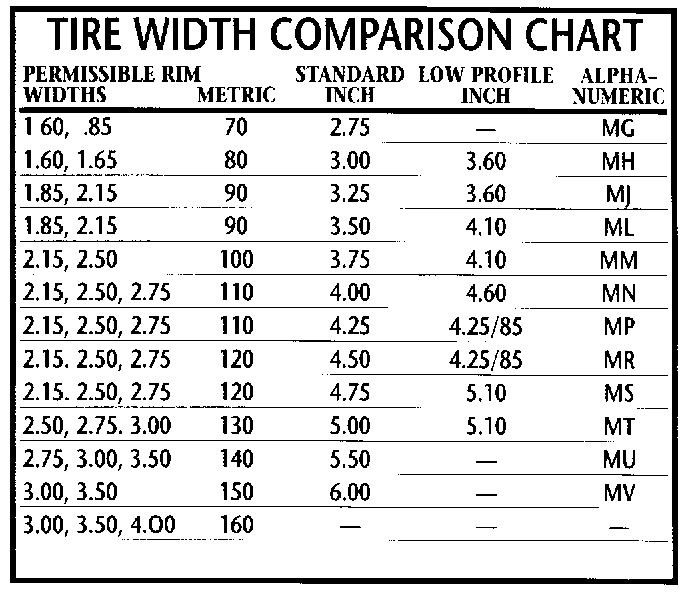 TIRE WIDTH COMPARISON CHART
PERMISSIBLE RIM WIDTHS METRIC STANDARD INCH LOW PROFILE INCH ALPHA-NUMERIC
1 60, .85 70 2.75 — MG
1.60, 1.65 80 3.00 3.60 MH
1.85, 2.15 90 3.25 3.60 MJ
1.85, 2.15 90 3.50 4.10 ML
2.15, 2.50 100 3.75 4.10 MM
2.15, 2.50, 2.75 110 4.00 4.60 MN
2.15, 2.50, 2.75 110 4.25 4.25/85 MP
2.15. 2.50, 2.75 120 4.50 4.25/85 MR
2.15. 2.50, 2.75 120 4.75 5.10 MS
2.50, 2.75. 3.00 130 5.00 5.10 MT
2.75, 3.00, 3.50 140 5.50 — MU
3.00, 3.50 150 6.00 — MV
3.00, 3.50, 4.00 160 — — —